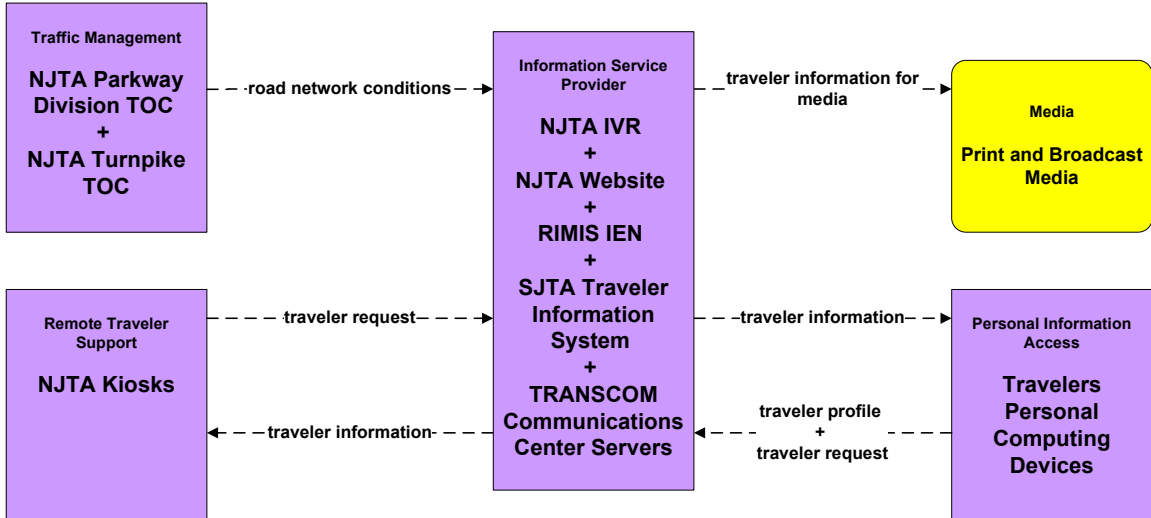 Traffic Management
NJTA Parkway
Division TOC
+
NJTA Turnpike
TOC
road network conditions
Information Service
Provider
NJTA IVR
+
NJTA Website
+
RIMIS IEN
+
SJTA Traveler
Information
System
+
TRANSCOM
Communications
Center Servers
traveler information for
media
Media
Print and Broadcast
Media
Remote Traveler
Support
NJTA Kiosks
traveler request
traveler information
traveler information
traveler profile
+
traveler request
Personal Information
Access
Travelers
Personal
Computing
Devices